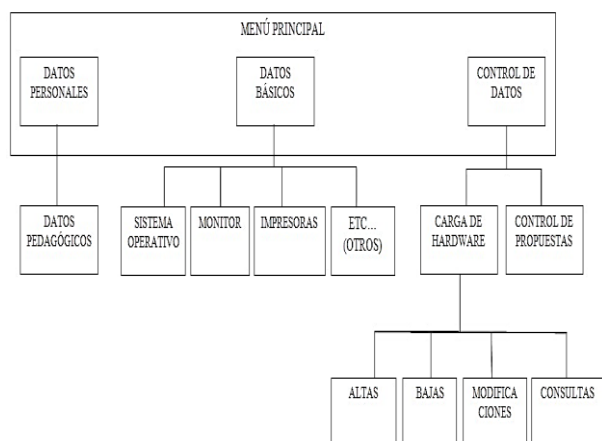 MENÚ PRINCIPAL
DATOS
PERSONALES
DATOS
BÁSICOS
CONTROL DE
DATOS
DATOS
PEDAGÓGICOS
SISTEMA
OPERATIVO
MONITOR
IMPRESORAS
ETC...
(OTROS)
CARGA DE
HARDWARE
CONTROL DE
PROPUESTAS
ALTAS
BAJAS
MODIFICA
CIONES
CONSULTAS